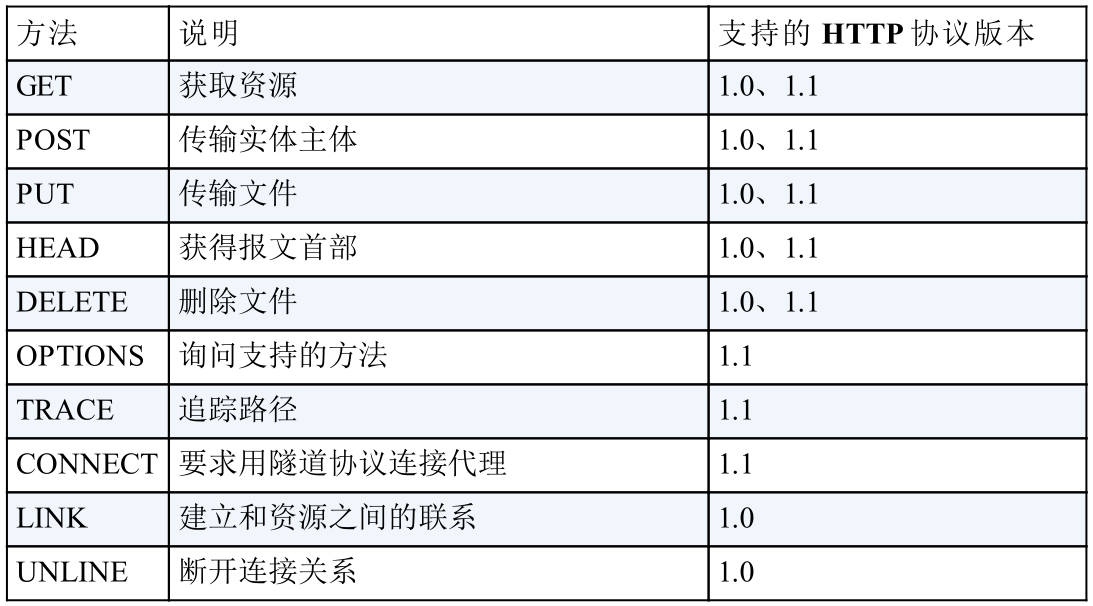 方法 说明 支持的 HTTP 协议版本
GET 获取资源 1.0、1.1
POST 传输实体主体 1.0、1.1
PUT 传输文件 1.0、1.1
HEAD 获得报文首部 1.0、1.1
DELETE 删除文件 1.0、1.1
OPTIONS 询问支持的方法 1.1
TRACE 追踪路径 1.1
CONNECT 要求用隧道协议连接代理 1.1
LINK 建立和资源之间的联系 1.0
UNLINE 断开连接关系 1.0